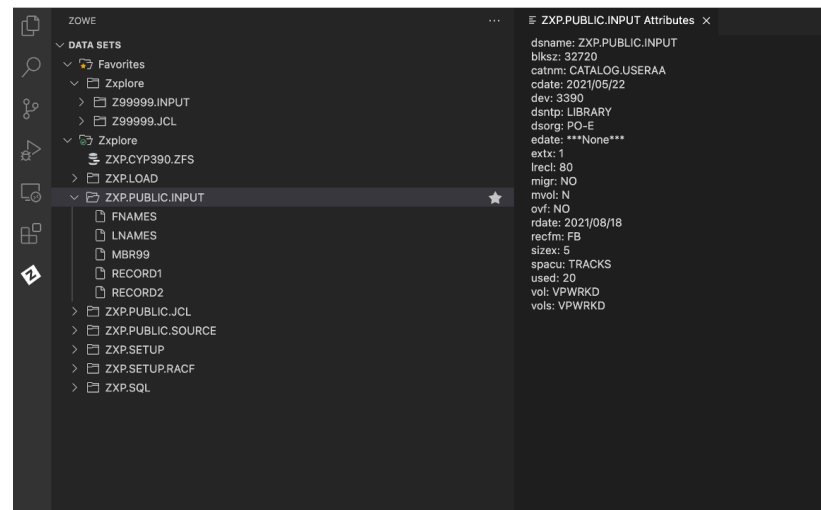 ZOWE
...
DATA SETS
Favorites
Zxplore
Z99999.INPUT
Z99999.JCL
Zxplore
ZXP.CYP390.ZFS
ZXP.LOAD
ZXP.PUBLIC.INPUT
FNAMES
LNAMES
MBR99
RECORD1
RECORD2
ZXP.PUBLIC.JCL
ZXP.PUBLIC.SOURCE
ZXP.SETUP
ZXP.SETUP.RACF
ZXP.SQL
ZXP.PUBLIC.INPUT Attributes
dsname: ZXP.PUBLIC.INPUT
blksz: 32720
catnm: CATALOG.USERAA
cdate: 2021/05/22
dev: 3390
dsntp: LIBRARY
dsorg: PO-E
edate: ***None***
extx: 1
lrecl: 80
migr: NO
mvol: N
ovf: NO
rdate: 2021/08/18
recfm: FB
sizex: 5
spacu: TRACKS
used: 20
vol: VPWRKD
vols: VPWRKD